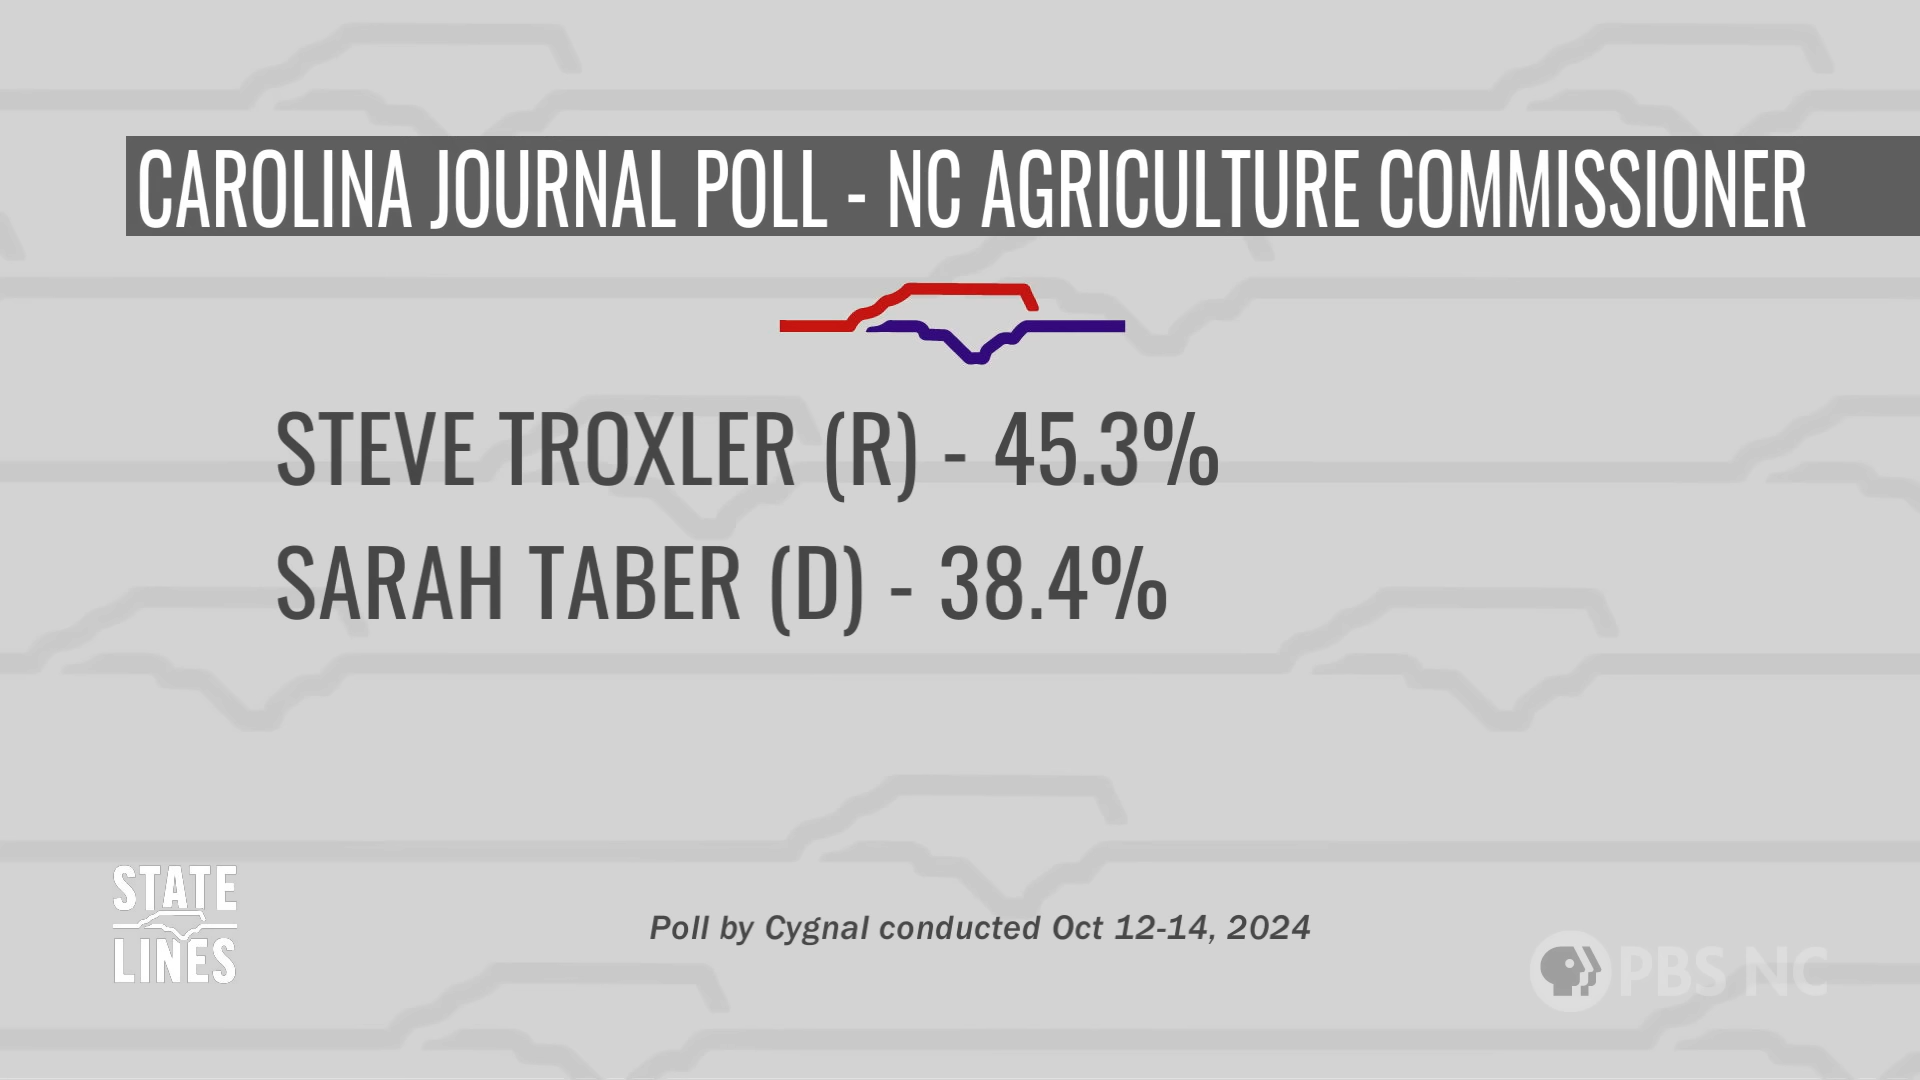 CAROLINA JOURNAL POLL - NC AGRICULTURE COMMISSIONER
STEVE TROXLER (R) - 45.3%
SARAH TABER (D) - 38.4%
STATE
LINES
Poll by Cygnal conducted Oct 12-14, 2024
PBS NC